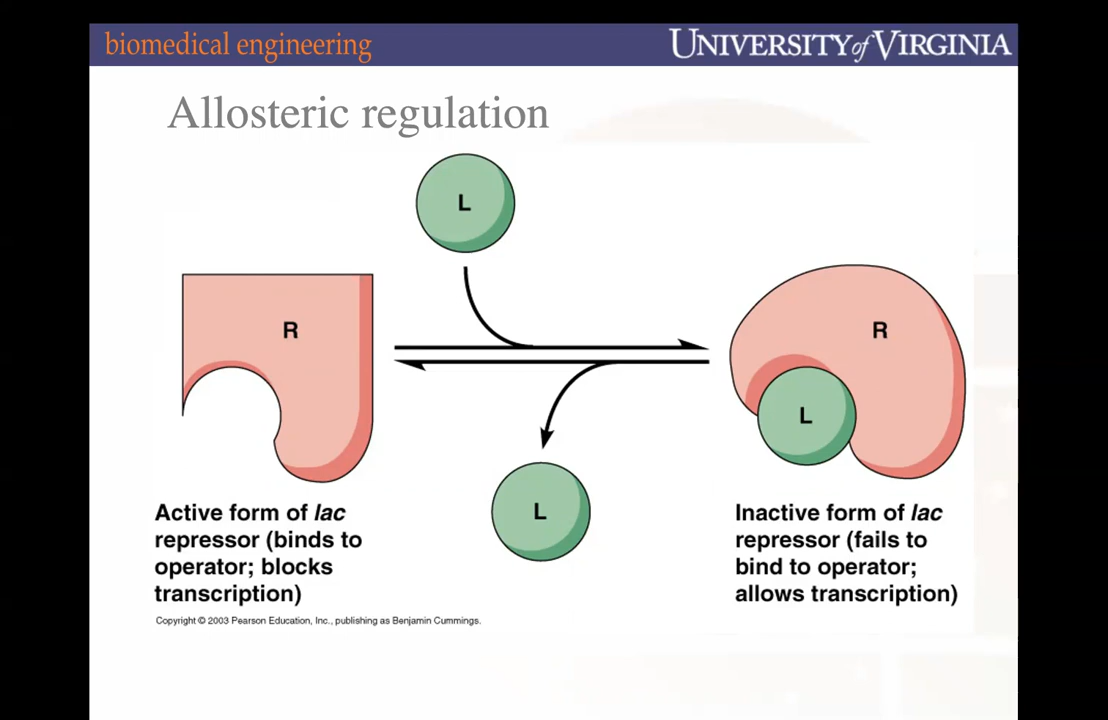 biomedical engineering
UNIVERSITY of VIRGINIA
Allosteric regulation
L
R
R
L
L
Active form of lac
repressor (binds to
operator; blocks
transcription)
Inactive form of lac
repressor (fails to
bind to operator;
allows transcription)
Copyright © 2003 Pearson Education, Inc., publishing as Benjamin Cummings.